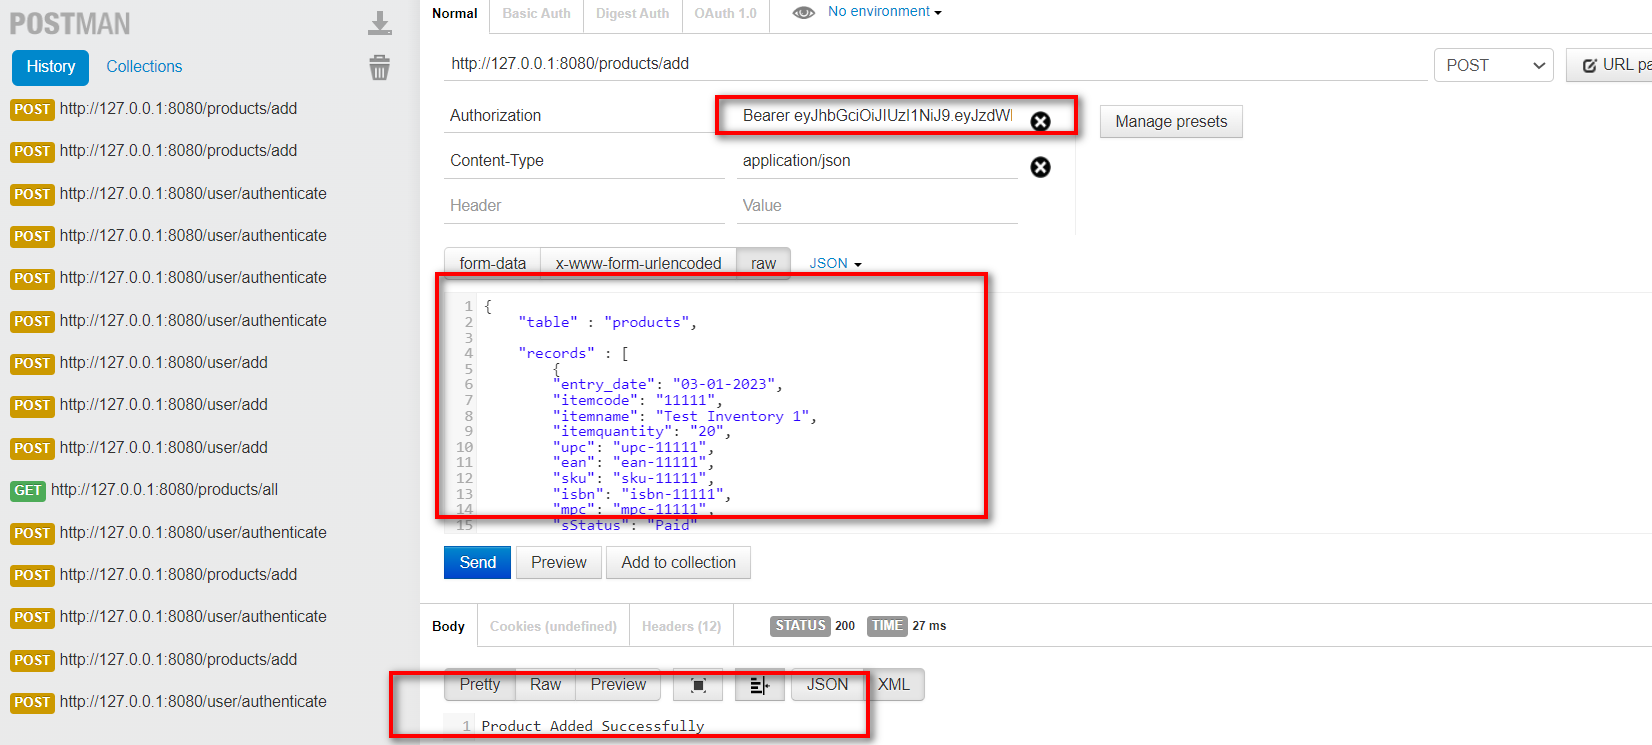 POSTMAN
History Collections
POST http://127.0.0.1:8080/products/add
POST http://127.0.0.1:8080/products/add
POST http://127.0.0.1:8080/user/authenticate
POST http://127.0.0.1:8080/user/authenticate
POST http://127.0.0.1:8080/user/authenticate
POST http://127.0.0.1:8080/user/authenticate
POST http://127.0.0.1:8080/user/add
POST http://127.0.0.1:8080/user/add
POST http://127.0.0.1:8080/user/add
GET http://127.0.0.1:8080/products/all
POST http://127.0.0.1:8080/user/authenticate
POST http://127.0.0.1:8080/products/add
POST http://127.0.0.1:8080/user/authenticate
POST http://127.0.0.1:8080/products/add
POST http://127.0.0.1:8080/user/authenticate
Normal Basic Auth Digest Auth OAuth 1.0 No environment
http://127.0.0.1:8080/products/add POST URL pa
Authorization Bearer eyJhbGciOiJIUzI1NiJ9.eyJzdWI Manage presets
Content-Type application/json
Header Value
form-data x-www-form-urlencoded raw JSON
1 {
2 "table" : "products",
3
4 "records" : [
5 {
6 "entry_date": "03-01-2023",
7 "itemcode": "11111",
8 "itemname": "Test Inventory 1",
9 "itemquantity": "20",
10 "upc": "upc-11111",
11 "ean": "ean-11111",
12 "sku": "sku-11111",
13 "isbn": "isbn-11111",
14 "mpc": "mpc-11111",
15 "sStatus": "Paid"
Send Preview Add to collection
Body Cookies (undefined) Headers (12) STATUS 200 TIME 27 ms
Pretty Raw Preview JSON XML
1 Product Added Successfully